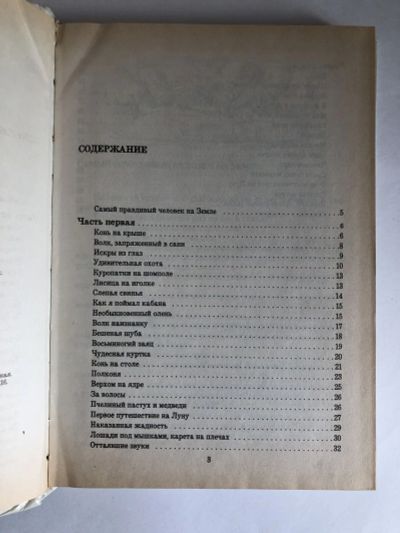 ная
16.
СОДЕРЖАНИЕ
Самый правдивый человек на Земле 5
Часть первая 6
Конь на крыше 6
Волк, запряженный в сани 8
Искры из глаз 9
Удивительная охота 10
Куропатки на шомполе 13
Лисица на иголке 13
Слепая свинья 14
Как я поймал кабана 15
Необыкновенный олень 15
Волк наизнанку 17
Бешеная шуба 18
Восьминогий заяц 19
Чудесная куртка 20
Конь на столе 21
Полконя 23
Верхом на ядре 25
За волосы 26
Пчелиный пастух и медведи 26
Первое путешествие на Луну 27
Наказанная жадность 29
Лошади под мышками, карета на плечах 30
Оттаявшие звуки 32
3